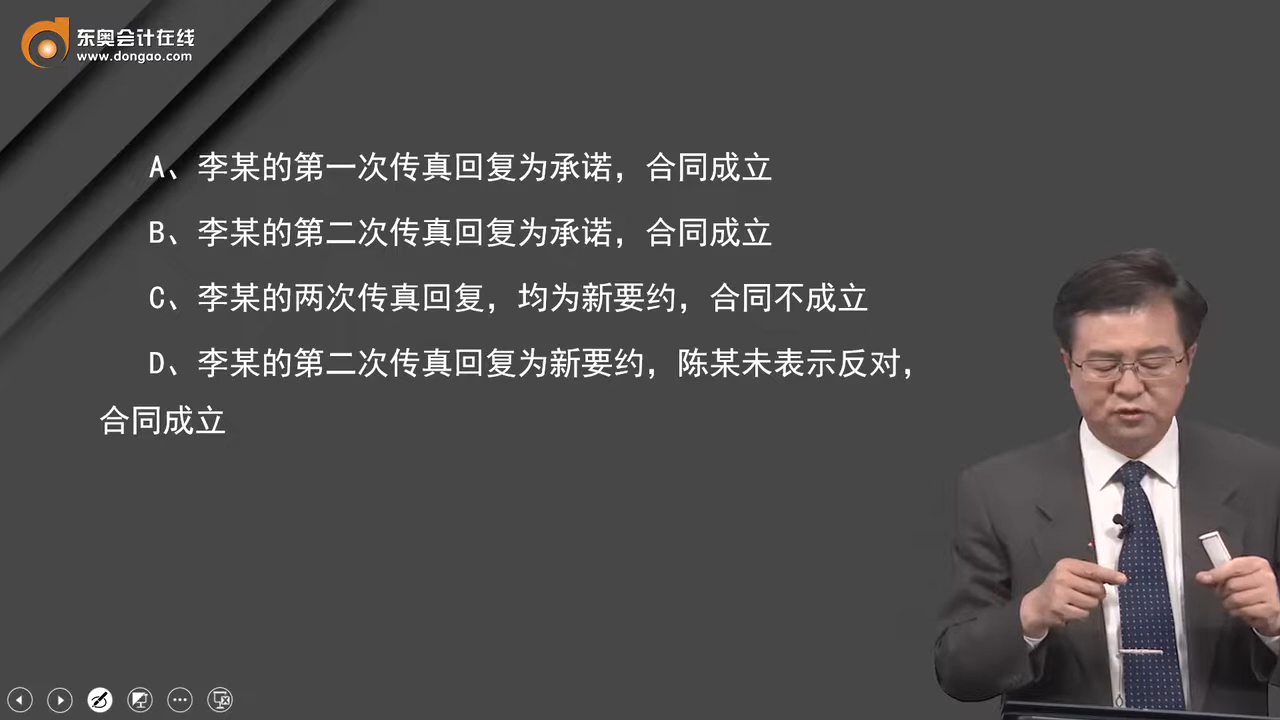 东奥会计在线
www.dongao.com
A、李某的第一次传真回复为承诺，合同成立
B、李某的第二次传真回复为承诺，合同成立
C、李某的两次传真回复，均为新要约，合同不成立
D、李某的第二次传真回复为新要约，陈某未表示反对，
合同成立